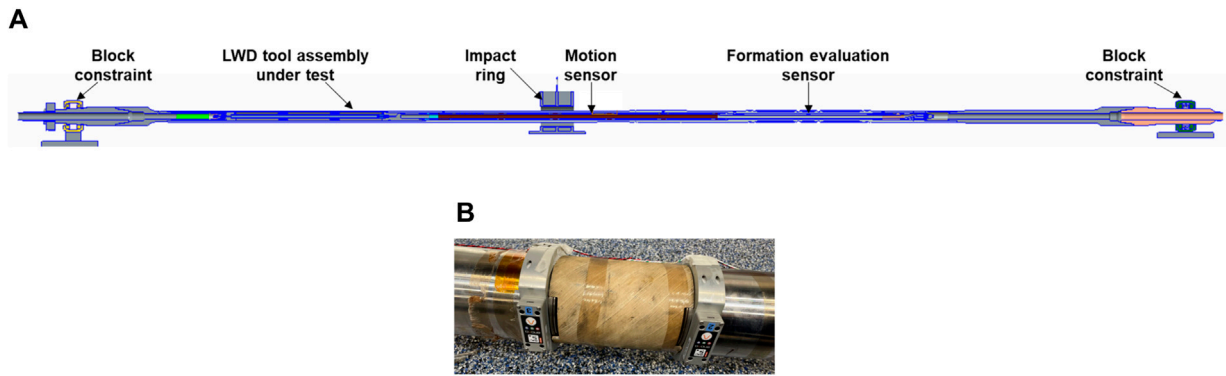 A
Block
constraint
LWD tool assembly
under test
Impact
ring
Motion
sensor
Formation evaluation
sensor
Block
constraint
B